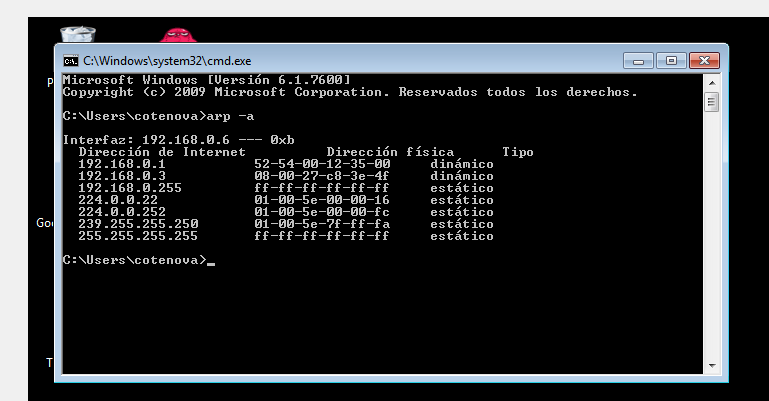 C:\Windows\system32\cmd.exe
Microsoft Windows [Versión 6.1.7600]
Copyright (c) 2009 Microsoft Corporation. Reservados todos los derechos.
C:\Users\cotenova>arp -a
Interfaz: 192.168.0.6 --- 0xb
Dirección de Internet Dirección física Tipo
192.168.0.1 52-54-00-12-35-00 dinámico
192.168.0.3 08-00-27-c8-3e-4f dinámico
192.168.0.255 ff-ff-ff-ff-ff-ff estático
224.0.0.22 01-00-5e-00-00-16 estático
224.0.0.252 01-00-5e-00-00-fc estático
239.255.255.250 01-00-5e-7f-ff-fa estático
255.255.255.255 ff-ff-ff-ff-ff-ff estático
C:\Users\cotenova>_